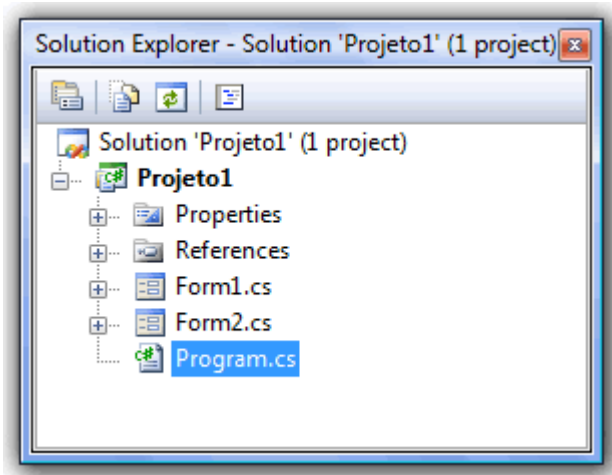 Solution Explorer - Solution 'Projeto1' (1 project)
Solution 'Projeto1' (1 project)
Projeto1
Properties
References
Form1.cs
Form2.cs
Program.cs